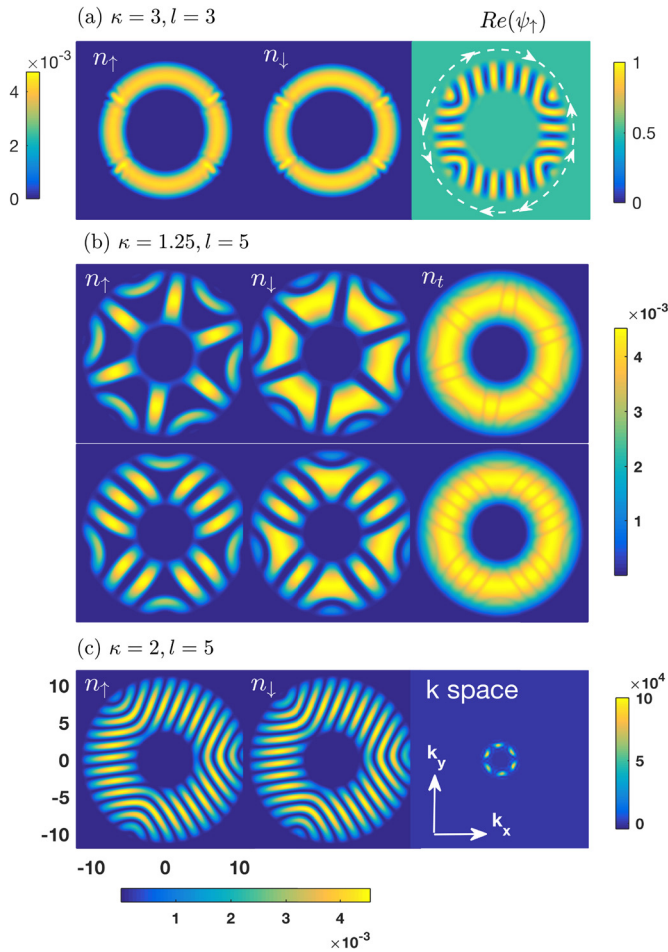 (a) κ = 3, l = 3
Re(ψ↑)
×10⁻³
n↑
n↓
4
2
0
1
0.5
0
(b) κ = 1.25, l = 5
n↑
n↓
nₜ
×10⁻³
4
3
2
1
(c) κ = 2, l = 5
n↑
n↓
k space
k_y
k_x
10
5
0
-5
-10
-10
0
10
×10⁴
10
5
0
1
2
3
4
×10⁻³